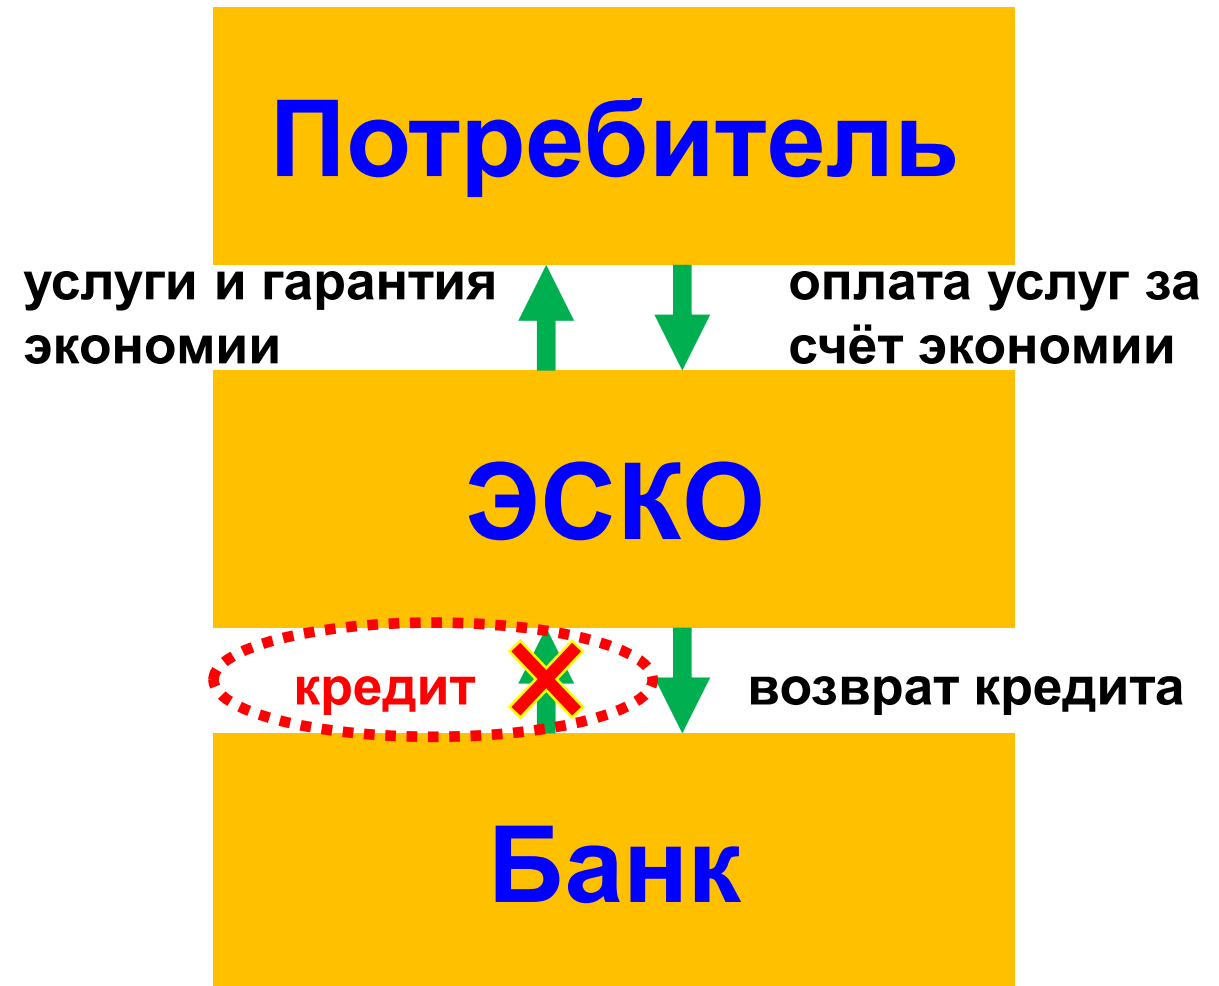 Потребитель
услуги и гарантия
экономии
оплата услуг за
счёт экономии
ЭСКО
кредит
возврат кредита
Банк